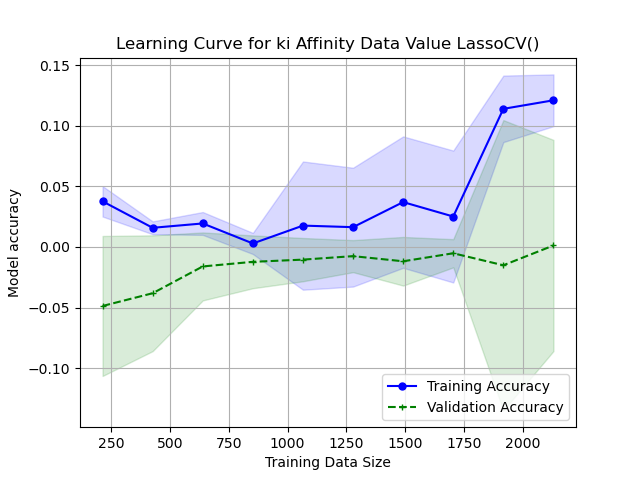 Learning Curve for ki Affinity Data Value LassoCV()
0.15
0.10
0.05
0.00
−0.05
−0.10
Model accuracy
Training Accuracy
Validation Accuracy
250 500 750 1000 1250 1500 1750 2000
Training Data Size